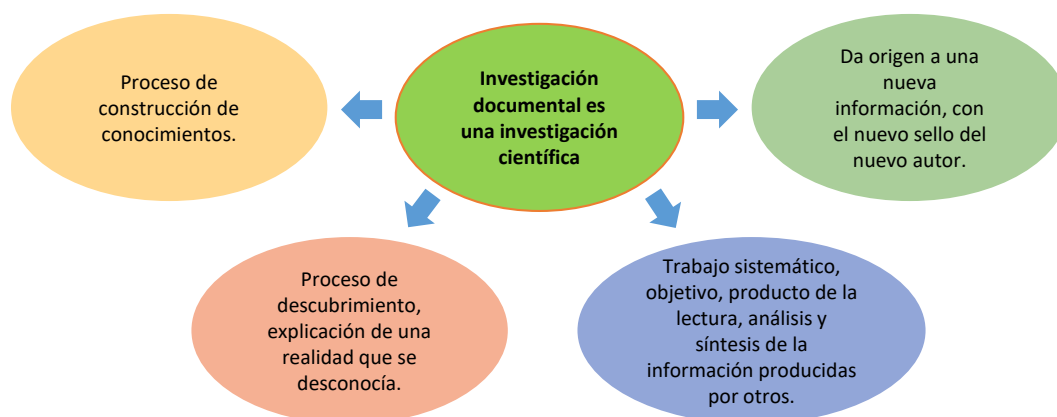 Proceso de
construcción de
conocimientos.
Investigación
documental es
una investigación
científica
Da origen a una
nueva
información, con
el nuevo sello del
nuevo autor.
Proceso de
descubrimiento,
explicación de una
realidad que se
desconocía.
Trabajo sistemático,
objetivo, producto de la
lectura, análisis y
síntesis de la
información producidas
por otros.